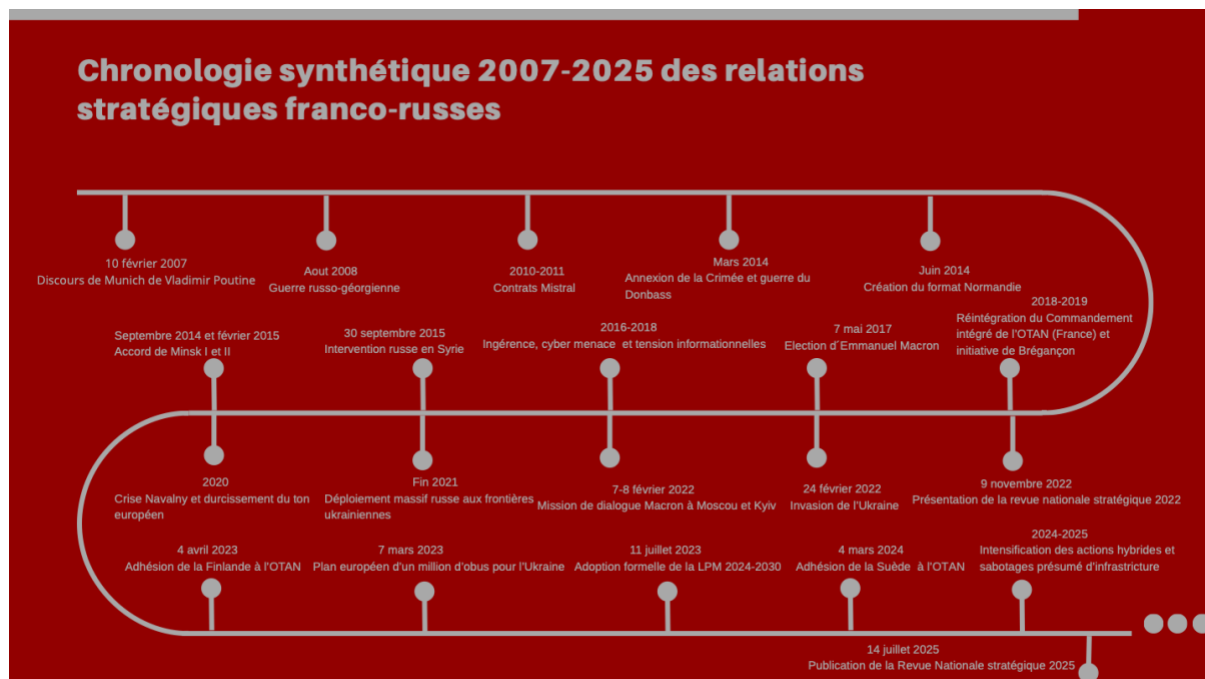 Chronologie synthétique 2007-2025 des relations
stratégiques franco-russes
10 février 2007
Discours de Munich de Vladimir Poutine
Aout 2008
Guerre russo-géorgienne
2010-2011
Contrats Mistral
Mars 2014
Annexion de la Crimée et guerre du
Donbass
Juin 2014
Création du format Normandie
Septembre 2014 et février 2015
Accord de Minsk I et II
30 septembre 2015
Intervention russe en Syrie
2016-2018
Ingérence, cyber menace et tension informationnelles
7 mai 2017
Election d´Emmanuel Macron
2018-2019
Réintégration du Commandement
intégré de l'OTAN (France) et
initiative de Brégançon
2020
Crise Navalny et durcissement du ton
européen
Fin 2021
Déploiement massif russe aux frontières
ukrainiennes
7-8 février 2022
Mission de dialogue Macron à Moscou et Kyiv
24 février 2022
Invasion de l'Ukraine
9 novembre 2022
Présentation de la revue nationale stratégique 2022
4 avril 2023
Adhésion de la Finlande à l'OTAN
7 mars 2023
Plan européen d'un million d'obus pour l'Ukraine
11 juillet 2023
Adoption formelle de la LPM 2024-2030
4 mars 2024
Adhésion de la Suède à l'OTAN
2024-2025
Intensification des actions hybrides et
sabotages présumé d'infrastricture
14 juillet 2025
Publication de la Revue Nationale stratégique 2025